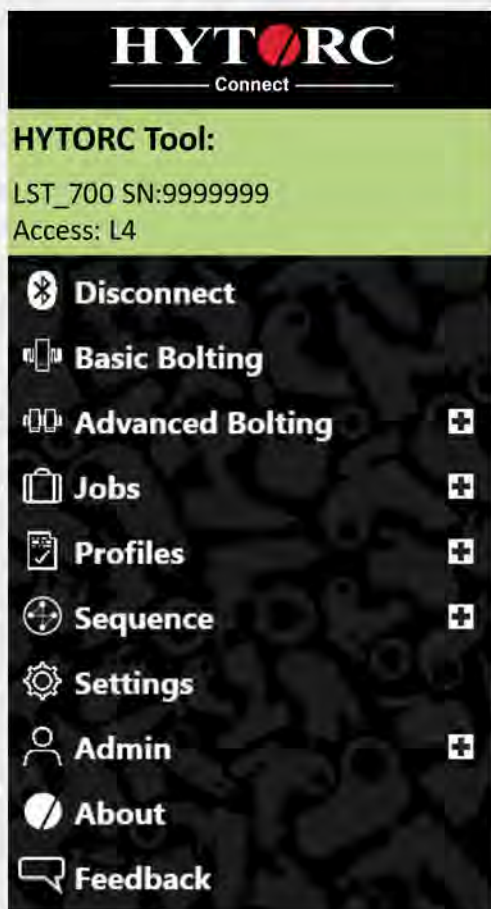 HYTORC
Connect
HYTORC Tool:
LST_700 SN:9999999
Access: L4
Disconnect
Basic Bolting
Advanced Bolting
Jobs
Profiles
Sequence
Settings
Admin
About
Feedback